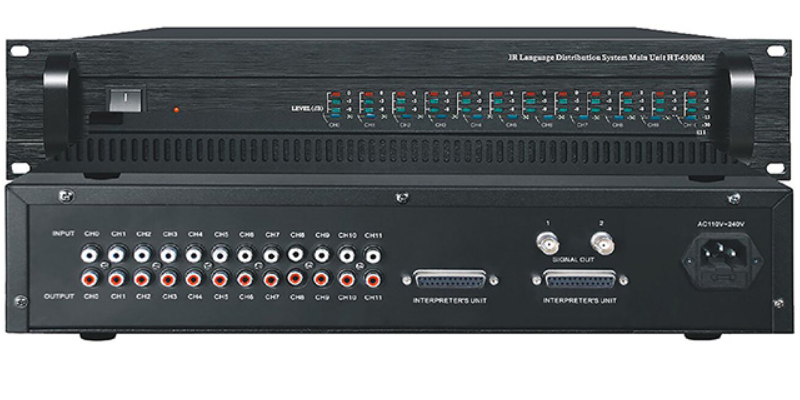 IR Language Distribution System Main Unit HT-6300M
LEVEL(dB)
CH0 CH1 CH2 CH3 CH4 CH5 CH6 CH7 CH8 CH9 CH10
INPUT CH0 CH1 CH2 CH3 CH4 CH5 CH6 CH7 CH8 CH9 CH10 CH11
OUTPUT CH0 CH1 CH2 CH3 CH4 CH5 CH6 CH7 CH8 CH9 CH10 CH11
INTERPRETER'S UNIT
1 2
SIGNAL OUT
INTERPRETER'S UNIT
AC110V~240V